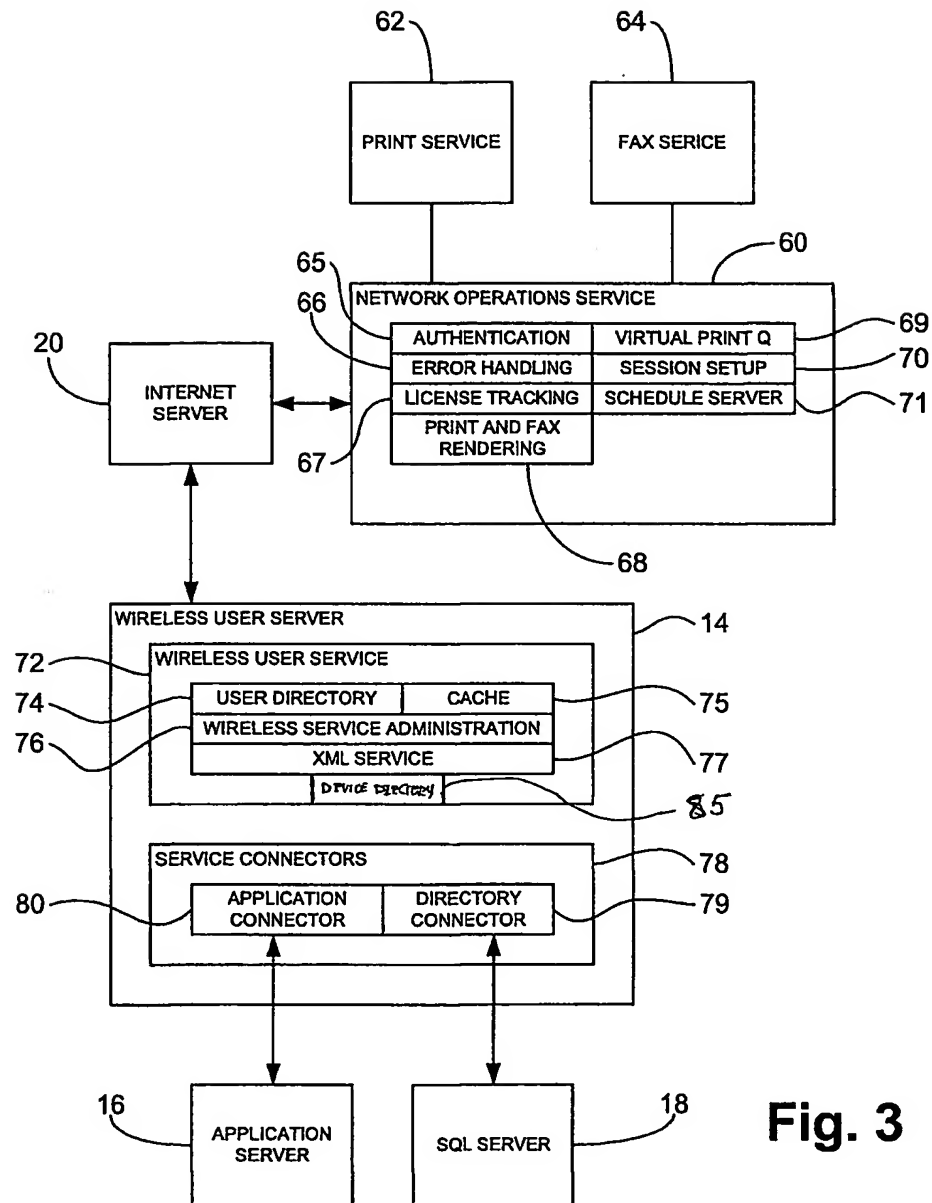 62
64
PRINT SERVICE
FAX SERICE
60
65
NETWORK OPERATIONS SERVICE
66
AUTHENTICATION
VIRTUAL PRINT Q
69
20
ERROR HANDLING
SESSION SETUP
70
INTERNET
SERVER
LICENSE TRACKING
SCHEDULE SERVER
71
67
PRINT AND FAX
RENDERING
68
WIRELESS USER SERVER
14
72
WIRELESS USER SERVICE
74
USER DIRECTORY
CACHE
75
76
WIRELESS SERVICE ADMINISTRATION
XML SERVICE
77
DEVICE DIRECTORY
85
SERVICE CONNECTORS
78
80
APPLICATION
CONNECTOR
DIRECTORY
CONNECTOR
79
16
APPLICATION
SERVER
SQL SERVER
18
Fig. 3